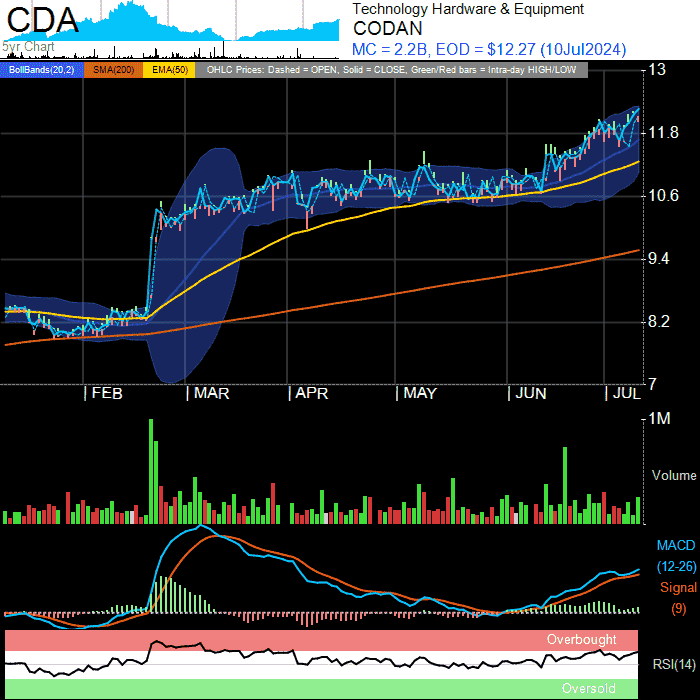 CDA
5yr Chart
Technology Hardware & Equipment
CODAN
MC = 2.2B, EOD = $12.27 (10Jul2024)
BollBands(20,2) SMA(200) EMA(50) OHLC Prices: Dashed = OPEN, Solid = CLOSE, Green/Red bars = Intra-day HIGH/LOW
13
11.8
10.6
9.4
8.2
7
| FEB | MAR | APR | MAY | JUN | JUL
1M
Volume
MACD
(12-26)
Signal
(9)
Overbought
RSI(14)
Oversold